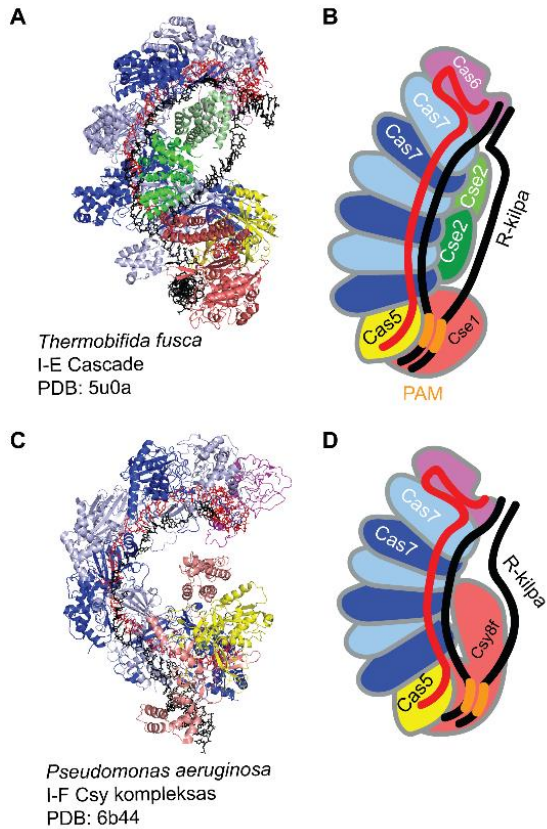 A
Thermobifida fusca
I-E Cascade
PDB: 5u0a
B
Cas6
Cas7
Cas7
Cse2
Cse2
R-kilpa
Cas5
Cse1
PAM
C
Pseudomonas aeruginosa
I-F Csy kompleksas
PDB: 6b44
D
Cas7
Cas7
R-kilpa
Csy8f
Cas5